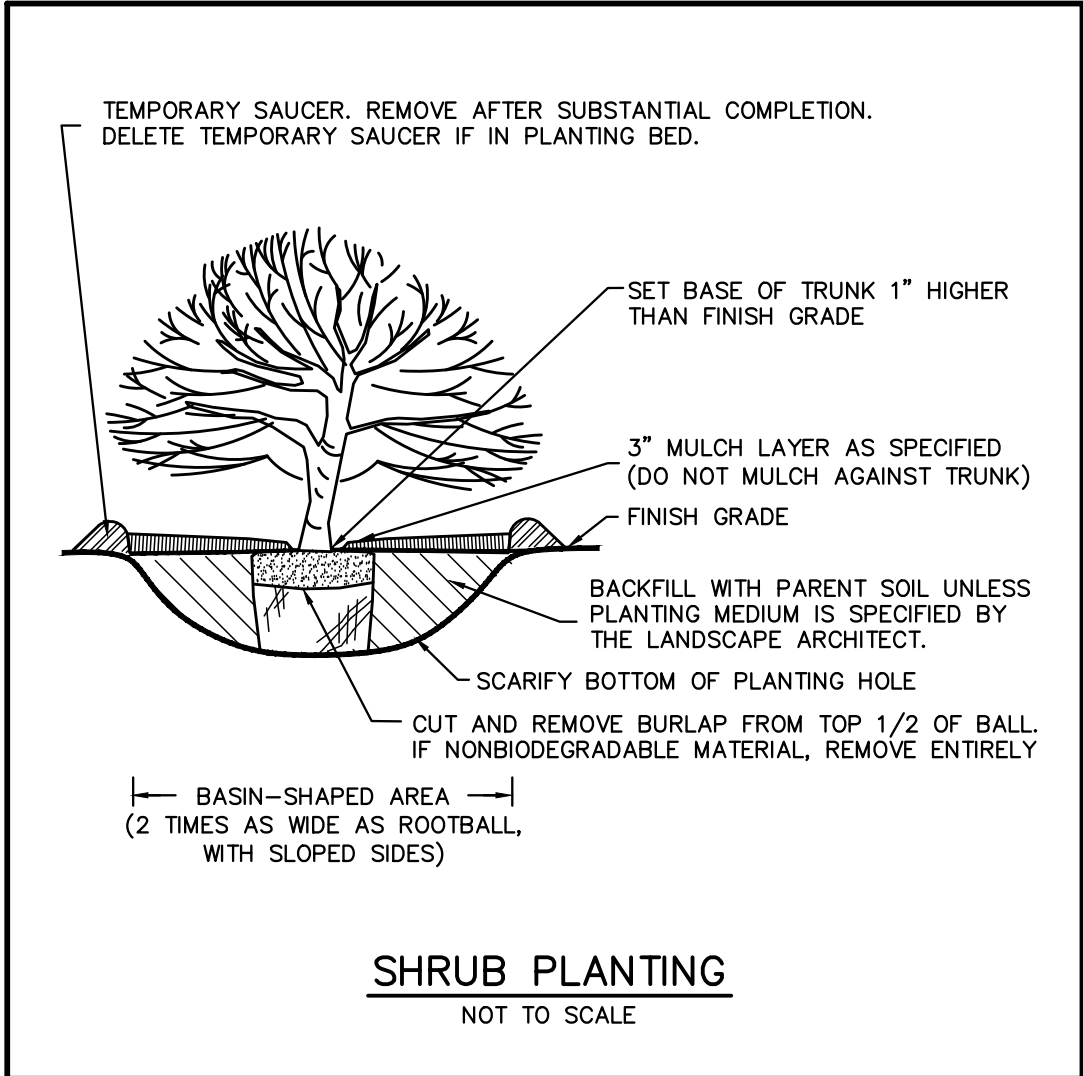 TEMPORARY SAUCER. REMOVE AFTER SUBSTANTIAL COMPLETION.
DELETE TEMPORARY SAUCER IF IN PLANTING BED.
SET BASE OF TRUNK 1" HIGHER
THAN FINISH GRADE
3" MULCH LAYER AS SPECIFIED
(DO NOT MULCH AGAINST TRUNK)
FINISH GRADE
BACKFILL WITH PARENT SOIL UNLESS
PLANTING MEDIUM IS SPECIFIED BY
THE LANDSCAPE ARCHITECT.
SCARIFY BOTTOM OF PLANTING HOLE
CUT AND REMOVE BURLAP FROM TOP 1/2 OF BALL.
IF NONBIODEGRADABLE MATERIAL, REMOVE ENTIRELY
BASIN-SHAPED AREA
(2 TIMES AS WIDE AS ROOTBALL,
WITH SLOPED SIDES)
SHRUB PLANTING
NOT TO SCALE